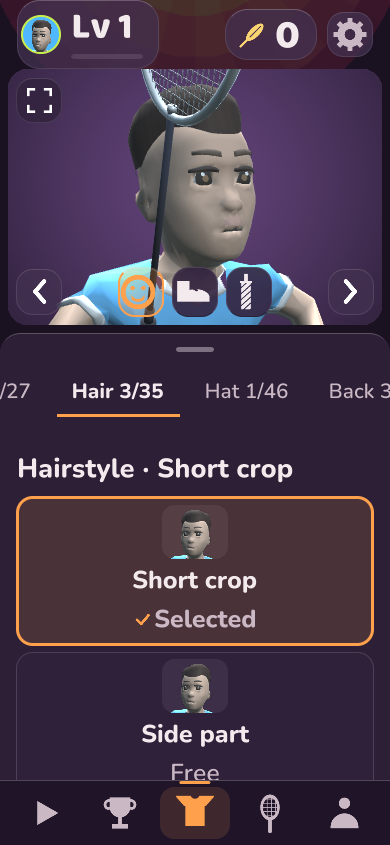 Lv 1
0
/27
Hair 3/35
Hat 1/46
Back 3
Hairstyle · Short crop
Short crop
Selected
Side part
Free